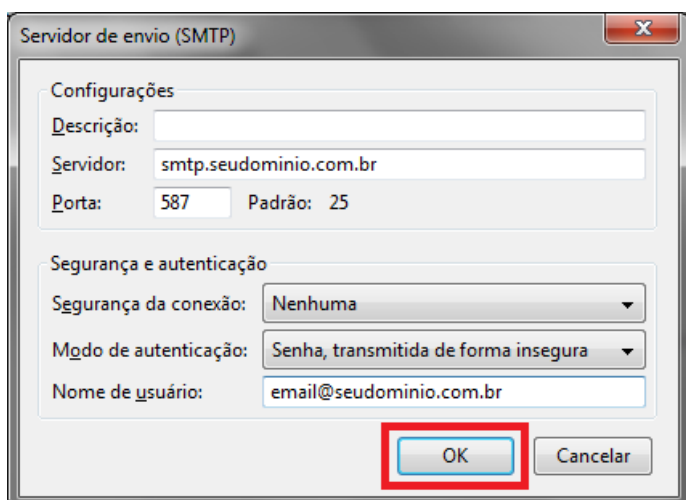 Servidor de envio (SMTP)
Configurações
Descrição:
Servidor: smtp.seudominio.com.br
Porta: 587 Padrão: 25
Segurança e autenticação
Segurança da conexão: Nenhuma
Modo de autenticação: Senha, transmitida de forma insegura
Nome de usuário: email@seudominio.com.br
OK Cancelar